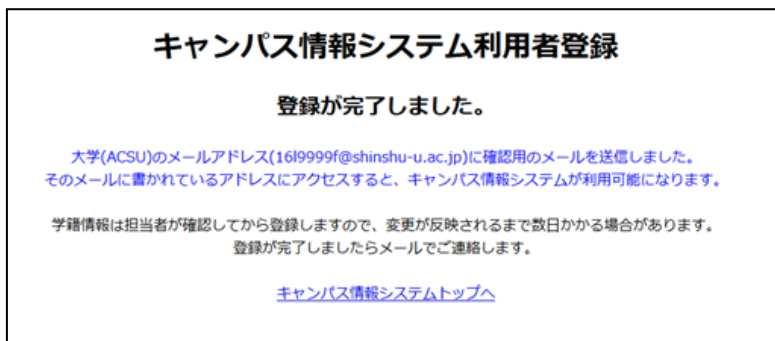 キャンパス情報システム利用者登録
登録が完了しました。
大学(ACSU)のメールアドレス(16l9999f@shinshu-u.ac.jp)に確認用のメールを送信しました。
そのメールに書かれているアドレスにアクセスすると、キャンパス情報システムが利用可能になります。
学籍情報は担当者が確認してから登録しますので、変更が反映されるまで数日かかる場合があります。
登録が完了しましたらメールでご連絡します。
キャンパス情報システムトップへ